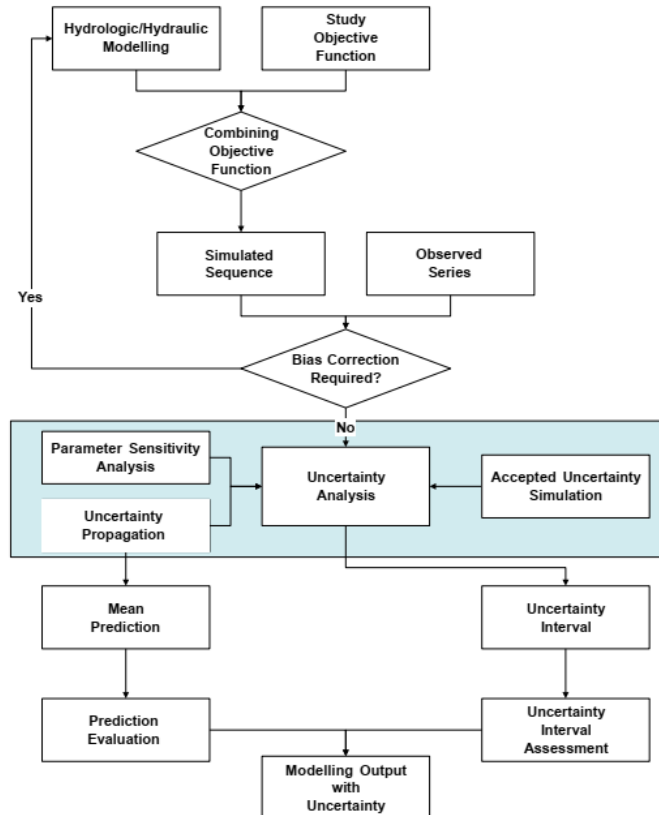 Hydrologic/Hydraulic
Modelling
Study
Objective
Function
Combining
Objective
Function
Simulated
Sequence
Observed
Series
Yes
Bias Correction
Required?
No
Parameter Sensitivity
Analysis
Uncertainty
Analysis
Accepted Uncertainty
Simulation
Uncertainty
Propagation
Mean
Prediction
Uncertainty
Interval
Prediction
Evaluation
Uncertainty
Interval
Assessment
Modelling Output
with
Uncertainty